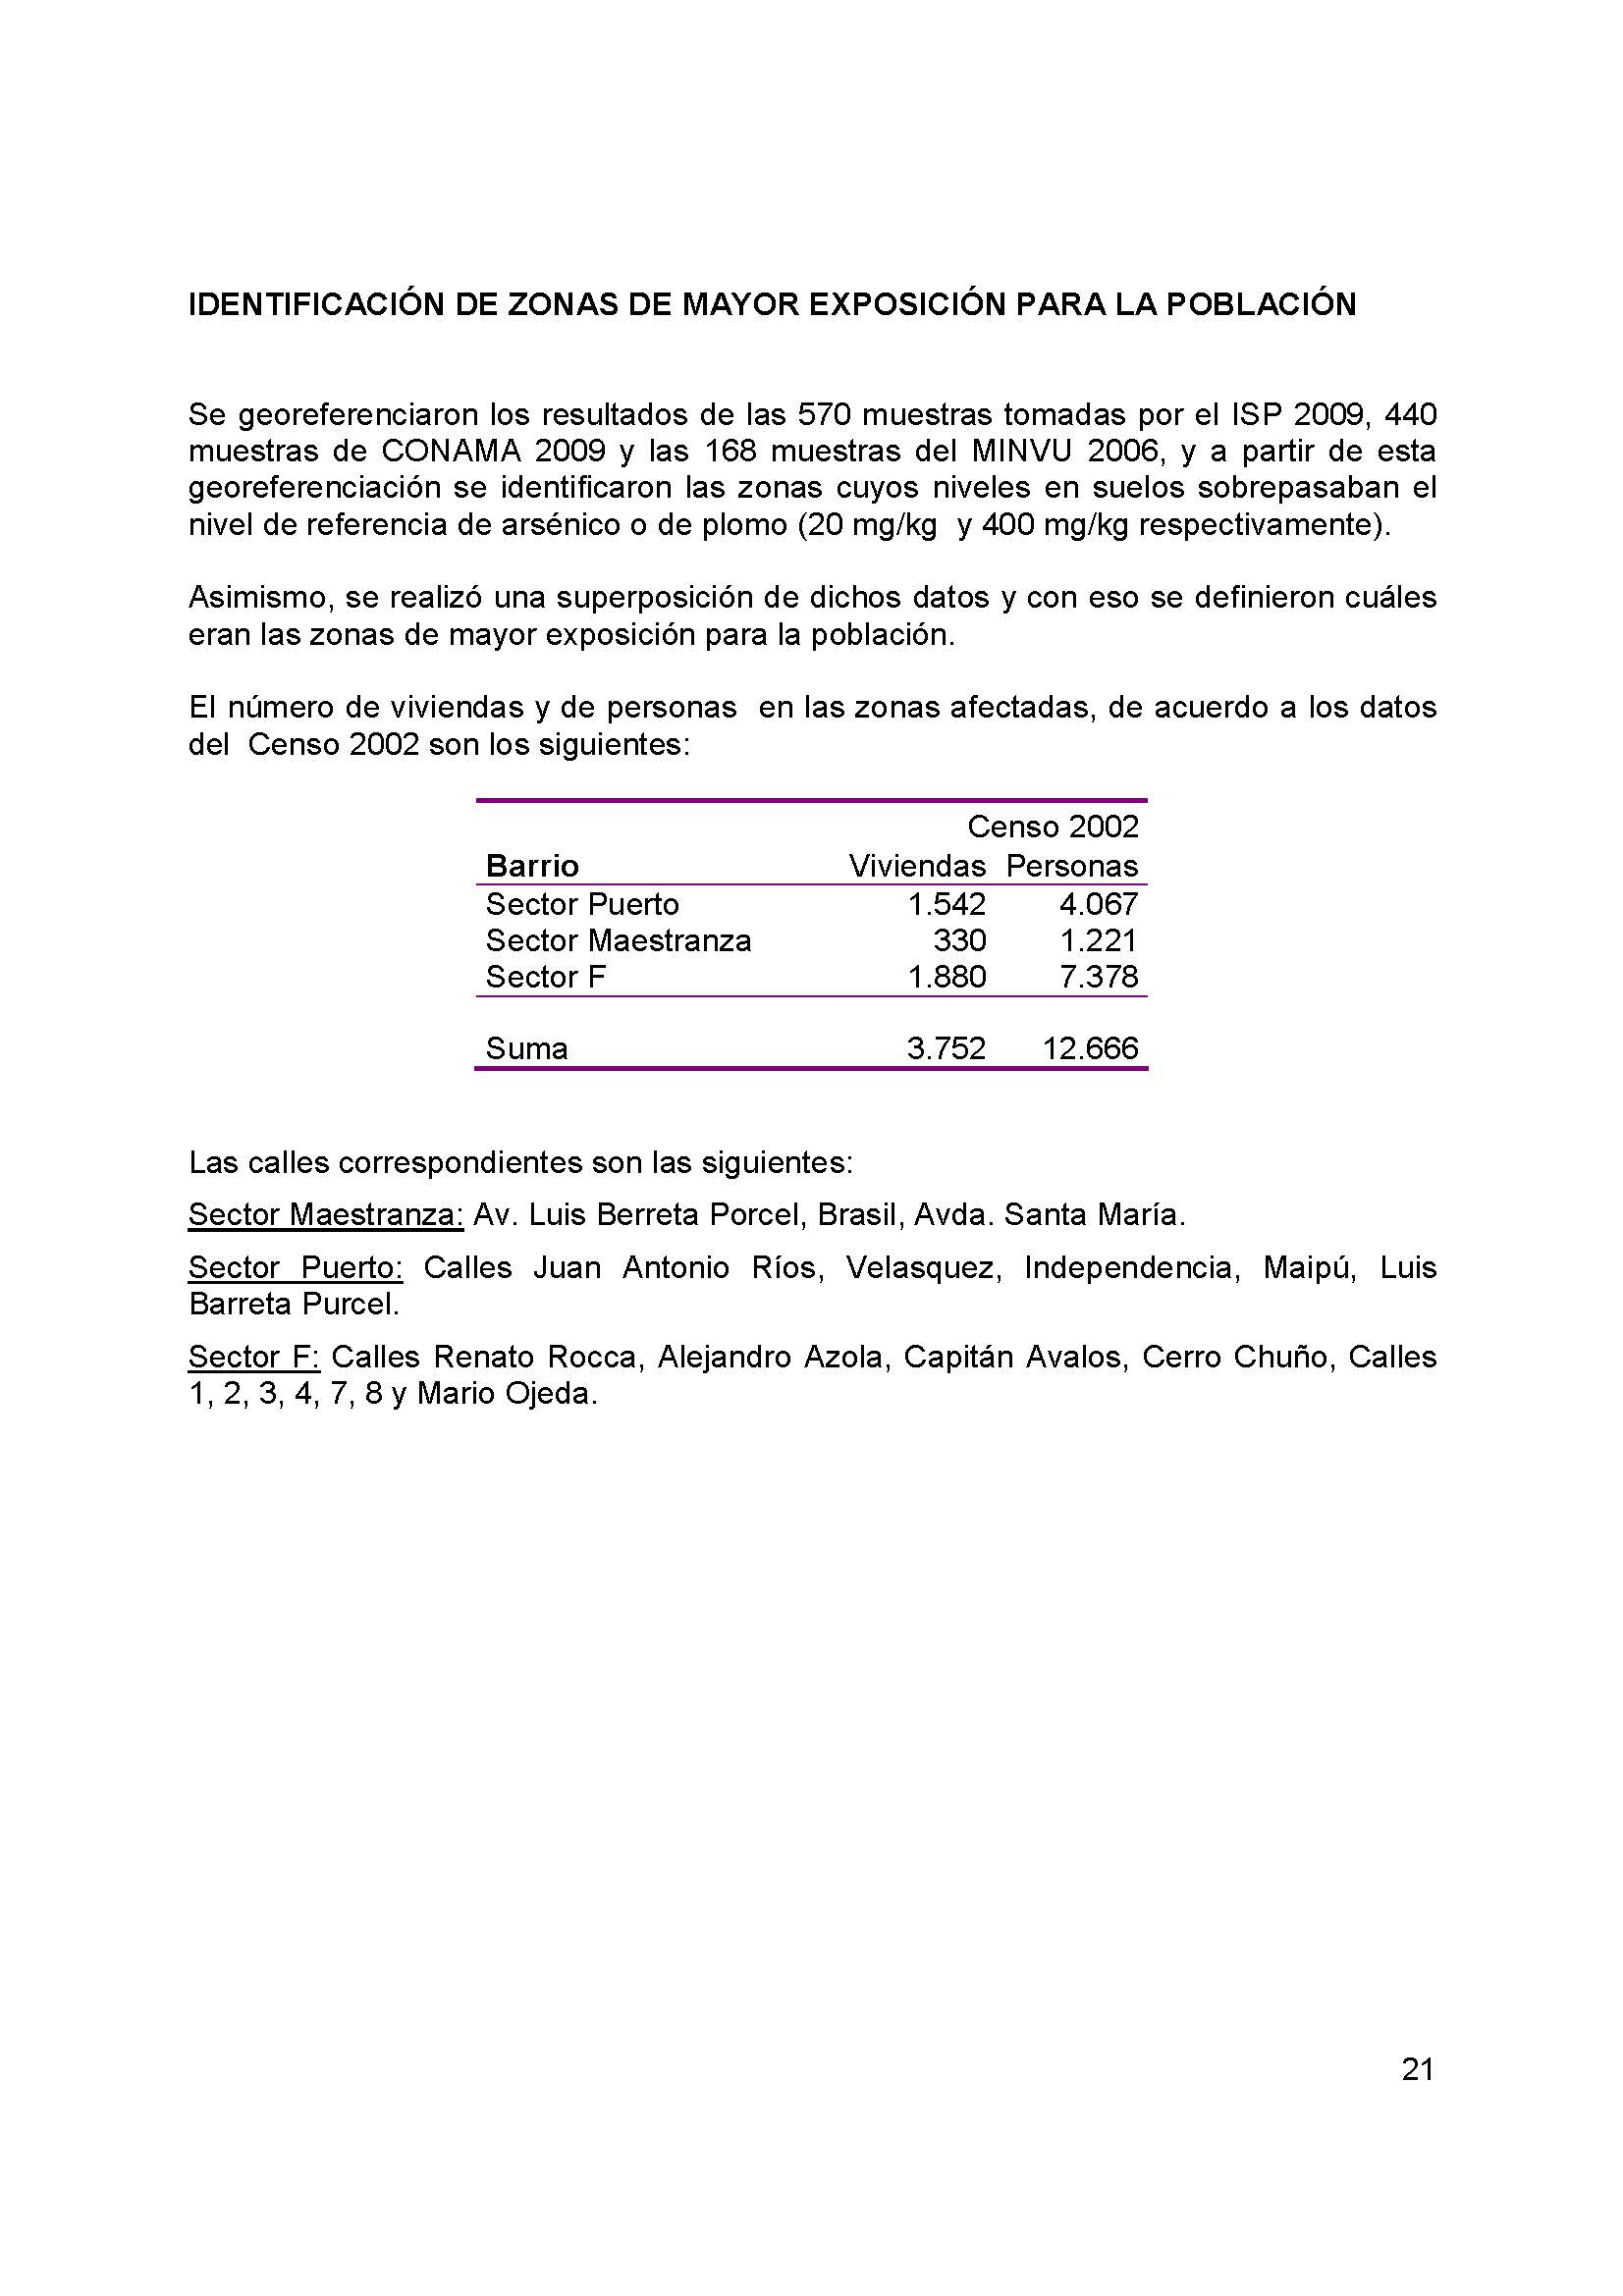 IDENTIFICACIÓN DE ZONAS DE MAYOR EXPOSICIÓN PARA LA POBLACIÓN
Se georeferenciaron los resultados de las 570 muestras tomadas por el ISP 2009, 440
muestras de CONAMA 2009 y las 168 muestras del MINVU 2006, y a partir de esta
georeferenciación se identificaron las zonas cuyos niveles en suelos sobrepasaban el
nivel de referencia de arsénico o de plomo (20 mg/kg  y 400 mg/kg respectivamente).
Asimismo, se realizó una superposición de dichos datos y con eso se definieron cuáles
eran las zonas de mayor exposición para la población.
El número de viviendas y de personas  en las zonas afectadas, de acuerdo a los datos
del  Censo 2002 son los siguientes:
Censo 2002
Barrio Viviendas Personas
Sector Puerto 1.542 4.067
Sector Maestranza 330 1.221
Sector F 1.880 7.378
Suma 3.752 12.666
Las calles correspondientes son las siguientes:
Sector Maestranza: Av. Luis Berreta Porcel, Brasil, Avda. Santa María.
Sector Puerto: Calles Juan Antonio Ríos, Velasquez, Independencia, Maipú, Luis
Barreta Purcel.
Sector F: Calles Renato Rocca, Alejandro Azola, Capitán Avalos, Cerro Chuño, Calles
1, 2, 3, 4, 7, 8 y Mario Ojeda.
21